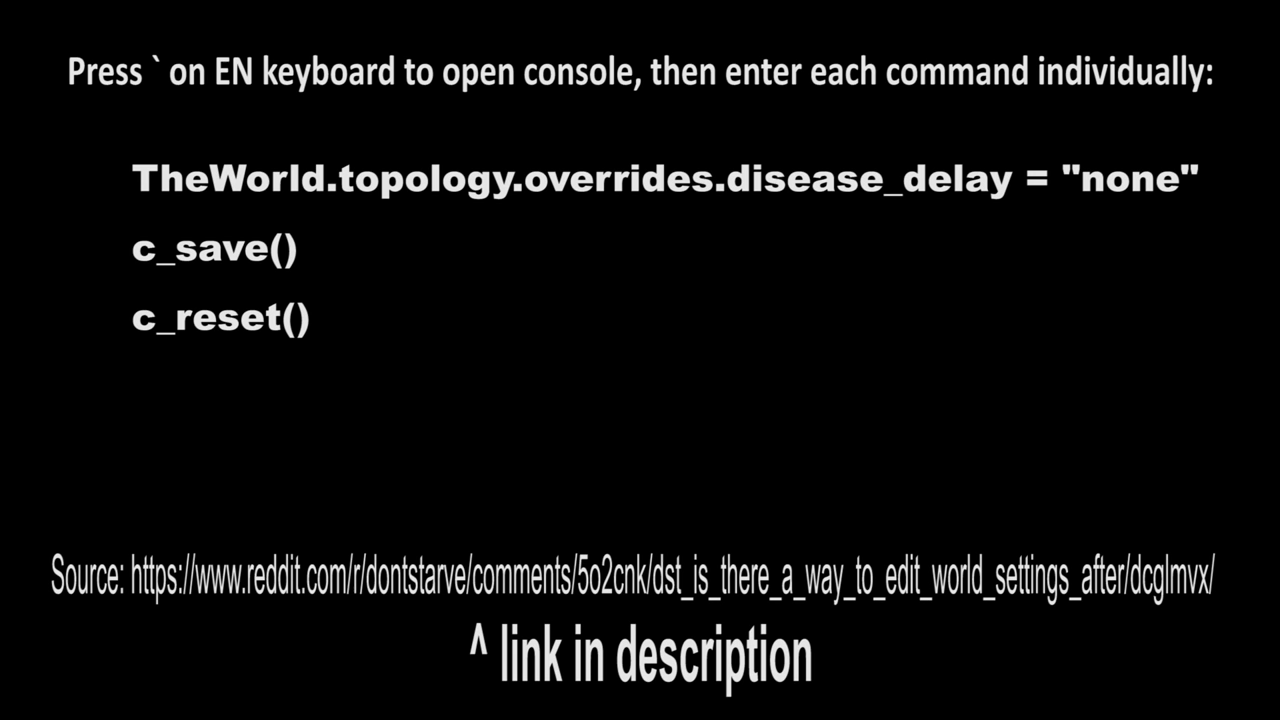 Press ` on EN keyboard to open console, then enter each command individually:
TheWorld.topology.overrides.disease_delay = "none"
c_save()
c_reset()
Source: https://www.reddit.com/r/dontstarve/comments/5o2cnk/dst_is_there_a_way_to_edit_world_settings_after/dcglmvx/
^ link in description